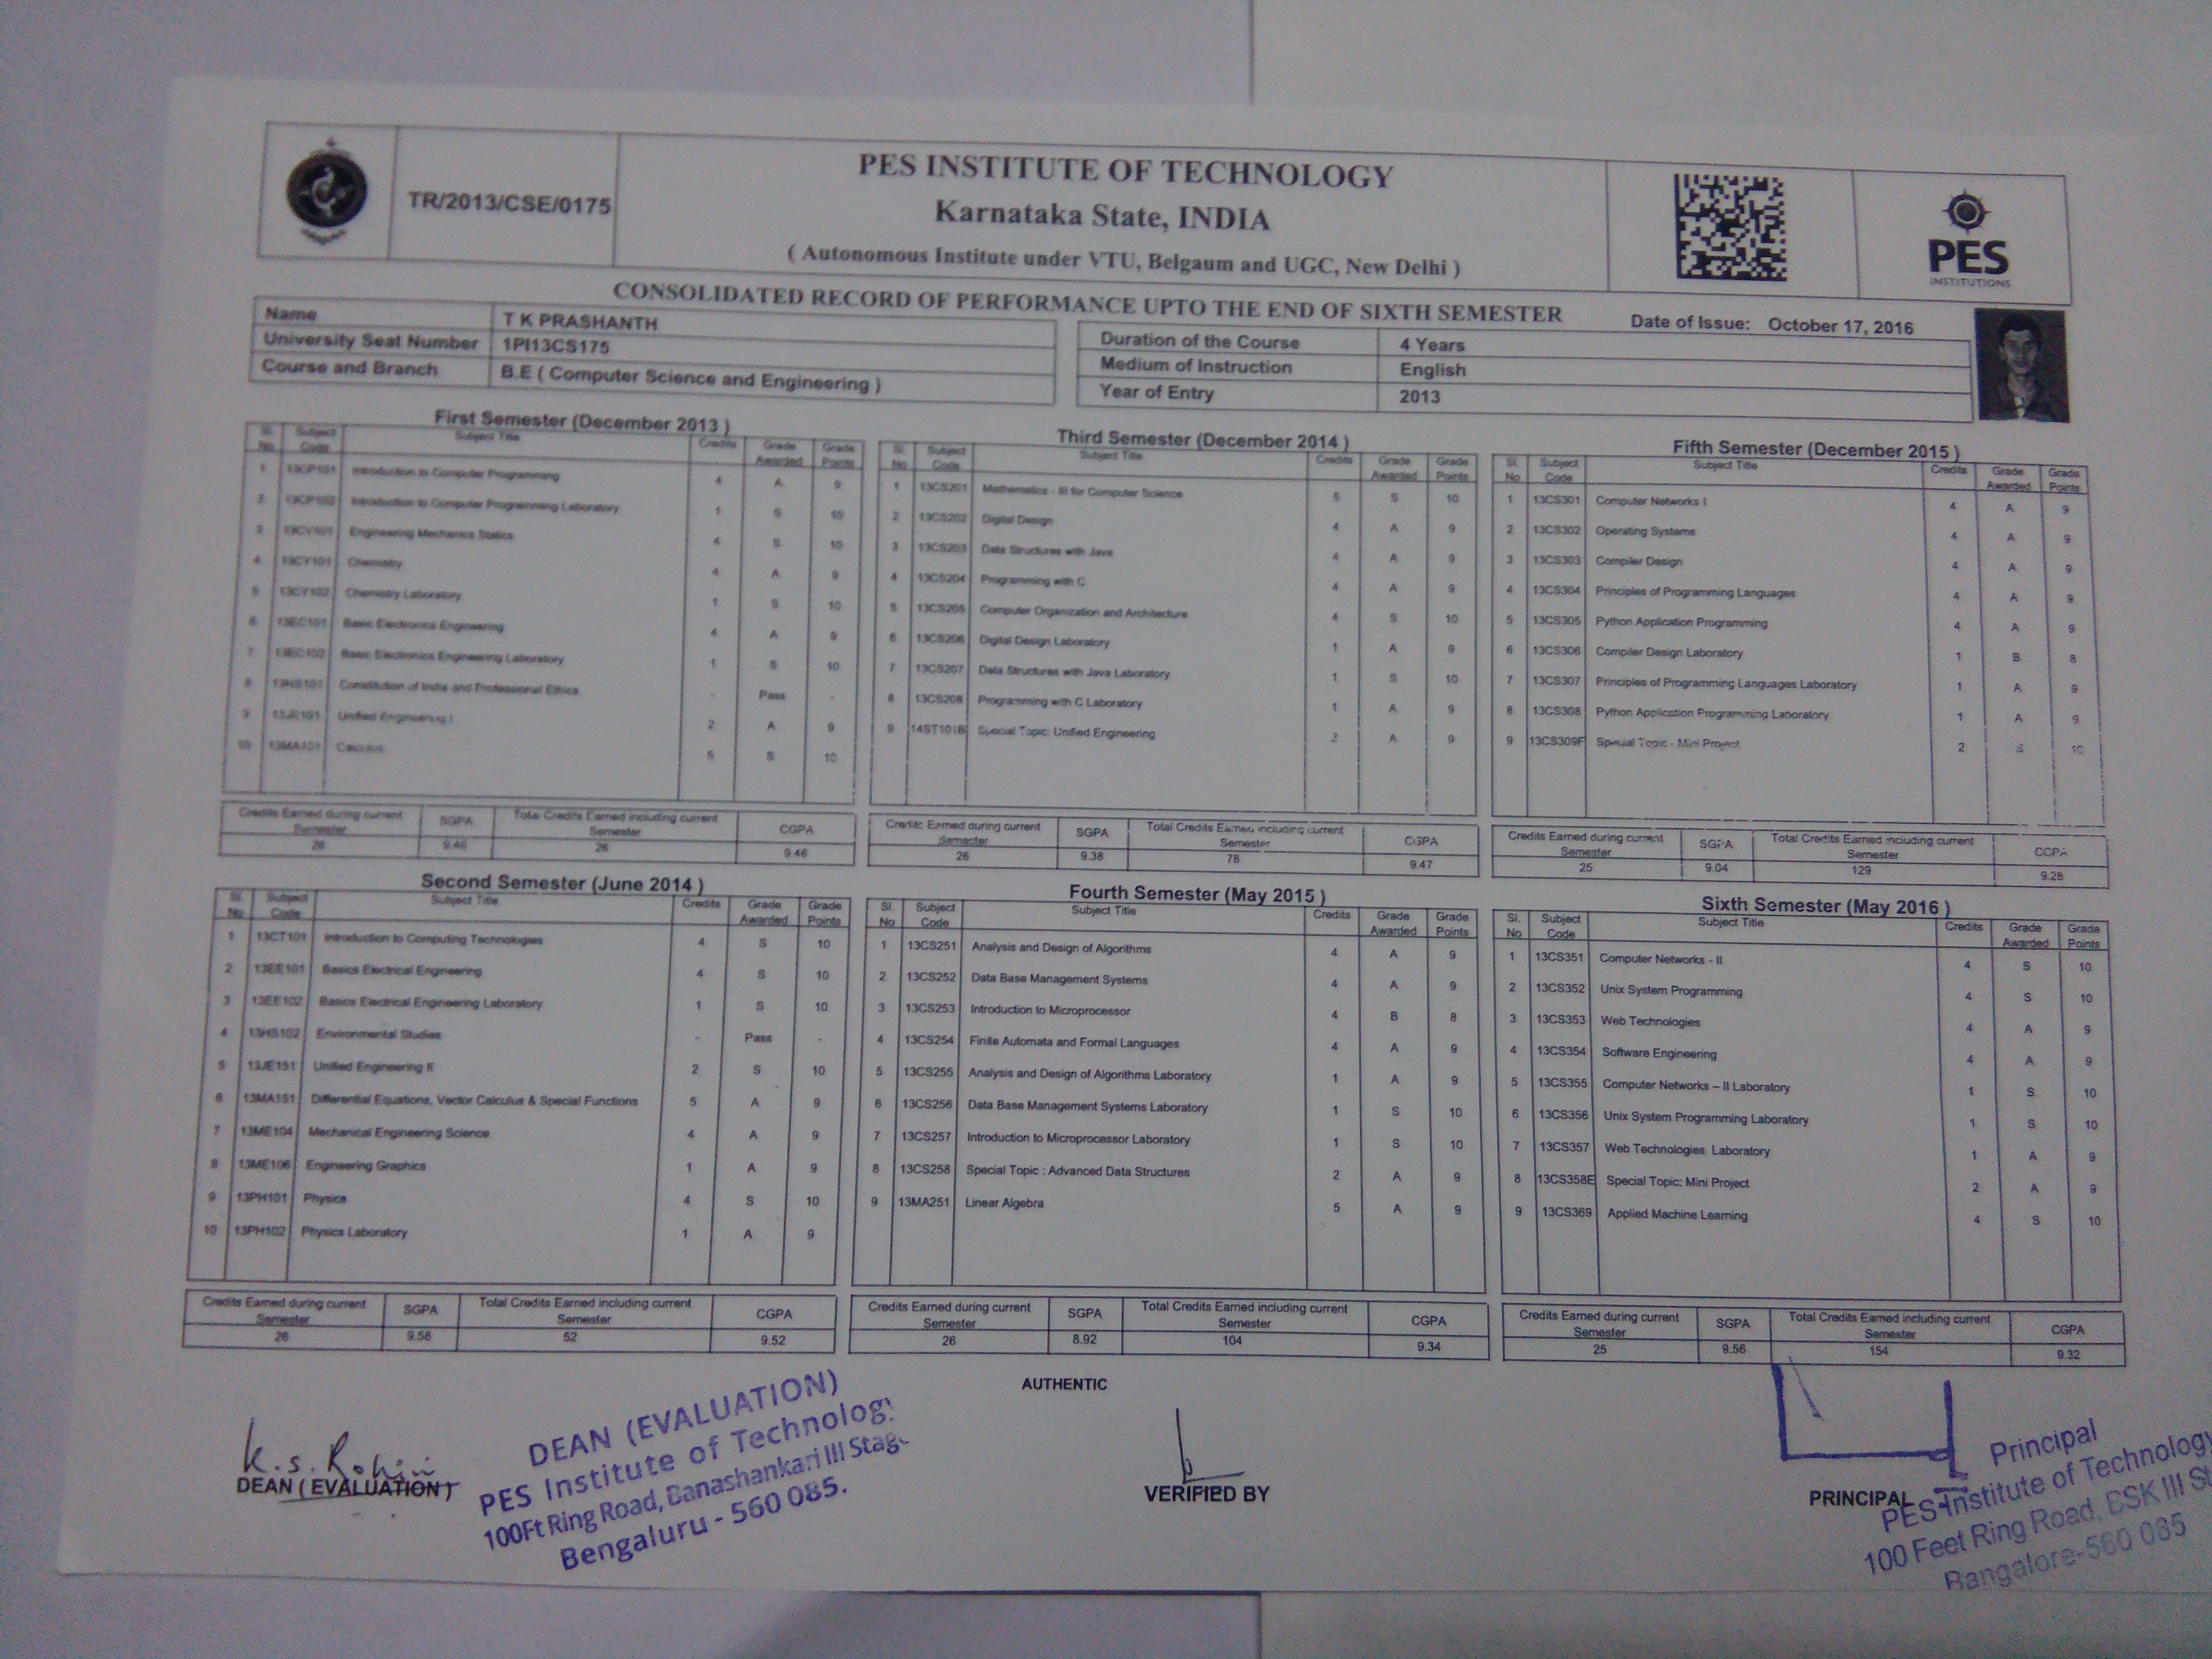 TR/2013/CSE/0175
PES INSTITUTE OF TECHNOLOGY
Karnataka State, INDIA
( Autonomous Institute under VTU, Belgaum and UGC, New Delhi )
PES
INSTITUTIONS
CONSOLIDATED RECORD OF PERFORMANCE UPTO THE END OF SIXTH SEMESTER
Date of Issue: October 17, 2016
Name T K PRASHANTH
University Seat Number 1PI13CS175
Course and Branch B.E ( Computer Science and Engineering )
Duration of the Course 4 Years
Medium of Instruction English
Year of Entry 2013
First Semester (December 2013 )
Sl. No Subject Code Subject Title Credits Grade Awarded Grade Points
1 13CP101 Introduction to Computer Programming 4 A 9
2 13CP102 Introduction to Computer Programming Laboratory 1 S 10
3 13CV101 Engineering Mechanics Statics 4 S 10
4 13CY101 Chemistry 4 A 9
5 13CY102 Chemistry Laboratory 1 S 10
6 13EC101 Basic Electronics Engineering 4 A 9
7 13EC102 Basic Electronics Engineering Laboratory 1 S 10
8 13HS101 Constitution of India and Professional Ethics - Pass -
9 13JE101 Unified Engineering I 2 A 9
10 13MA101 Calculus 5 S 10
Credits Earned during current Semester SGPA Total Credits Earned including current Semester CGPA
26 9.46 26 9.46
Second Semester (June 2014 )
Sl. No Subject Code Subject Title Credits Grade Awarded Grade Points
1 13CT101 Introduction to Computing Technologies 4 S 10
2 13EE101 Basics Electrical Engineering 4 S 10
3 13EE102 Basics Electrical Engineering Laboratory 1 S 10
4 13HS102 Environmental Studies - Pass -
5 13JE151 Unified Engineering II 2 S 10
6 13MA151 Differential Equations, Vector Calculus & Special Functions 5 A 9
7 13ME104 Mechanical Engineering Science 4 A 9
8 13ME106 Engineering Graphics 1 A 9
9 13PH101 Physics 4 S 10
10 13PH102 Physics Laboratory 1 A 9
Credits Earned during current Semester SGPA Total Credits Earned including current Semester CGPA
26 9.58 52 9.52
Third Semester (December 2014 )
Sl. No Subject Code Subject Title Credits Grade Awarded Grade Points
1 13CS201 Mathematics - III for Computer Science 5 S 10
2 13CS202 Digital Design 4 A 9
3 13CS203 Data Structures with Java 4 A 9
4 13CS204 Programming with C 4 A 9
5 13CS205 Computer Organization and Architecture 4 S 10
6 13CS206 Digital Design Laboratory 1 A 9
7 13CS207 Data Structures with Java Laboratory 1 S 10
8 13CS208 Programming with C Laboratory 1 A 9
9 14ST101B Special Topic: Unified Engineering 2 A 9
Credits Earned during current Semester SGPA Total Credits Earned including current Semester CGPA
26 9.38 78 9.47
Fourth Semester (May 2015 )
Sl. No Subject Code Subject Title Credits Grade Awarded Grade Points
1 13CS251 Analysis and Design of Algorithms 4 A 9
2 13CS252 Data Base Management Systems 4 A 9
3 13CS253 Introduction to Microprocessor 4 B 8
4 13CS254 Finite Automata and Formal Languages 4 A 9
5 13CS255 Analysis and Design of Algorithms Laboratory 1 A 9
6 13CS256 Data Base Management Systems Laboratory 1 S 10
7 13CS257 Introduction to Microprocessor Laboratory 1 S 10
8 13CS258 Special Topic : Advanced Data Structures 2 A 9
9 13MA251 Linear Algebra 5 A 9
Credits Earned during current Semester SGPA Total Credits Earned including current Semester CGPA
26 8.92 104 9.34
Fifth Semester (December 2015 )
Sl. No Subject Code Subject Title Credits Grade Awarded Grade Points
1 13CS301 Computer Networks I 4 A 9
2 13CS302 Operating Systems 4 A 9
3 13CS303 Compiler Design 4 A 9
4 13CS304 Principles of Programming Languages 4 A 9
5 13CS305 Python Application Programming 4 A 9
6 13CS306 Compiler Design Laboratory 1 B 8
7 13CS307 Principles of Programming Languages Laboratory 1 A 9
8 13CS308 Python Application Programming Laboratory 1 A 9
9 13CS309F Special Topic - Mini Project 2 S 10
Credits Earned during current Semester SGPA Total Credits Earned including current Semester CGPA
25 9.04 129 9.28
Sixth Semester (May 2016 )
Sl. No Subject Code Subject Title Credits Grade Awarded Grade Points
1 13CS351 Computer Networks - II 4 S 10
2 13CS352 Unix System Programming 4 S 10
3 13CS353 Web Technologies 4 A 9
4 13CS354 Software Engineering 4 A 9
5 13CS355 Computer Networks – II Laboratory 1 S 10
6 13CS356 Unix System Programming Laboratory 1 S 10
7 13CS357 Web Technologies Laboratory 1 A 9
8 13CS358E Special Topic: Mini Project 2 A 9
9 13CS369 Applied Machine Learning 4 S 10
Credits Earned during current Semester SGPA Total Credits Earned including current Semester CGPA
25 9.56 154 9.32
K.S. Rohini
DEAN ( EVALUATION )
DEAN (EVALUATION)
PES Institute of Technology
100Ft Ring Road, Banashankari III Stage
Bengaluru - 560 085.
AUTHENTIC
VERIFIED BY
PRINCIPAL
Principal
PES Institute of Technology
100 Feet Ring Road, BSK III St
Bangalore-560 085